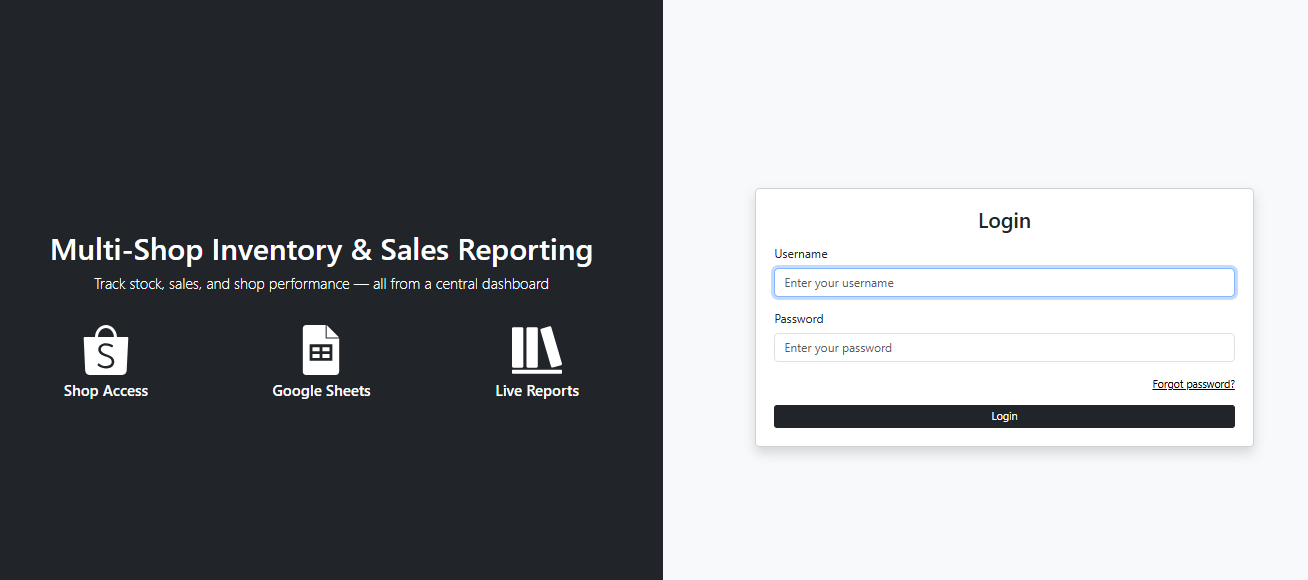 Multi-Shop Inventory & Sales Reporting
Track stock, sales, and shop performance — all from a central dashboard
S
Shop Access
Google Sheets
Live Reports
Login
Username
Enter your username
Password
Enter your password
Forgot password?
Login